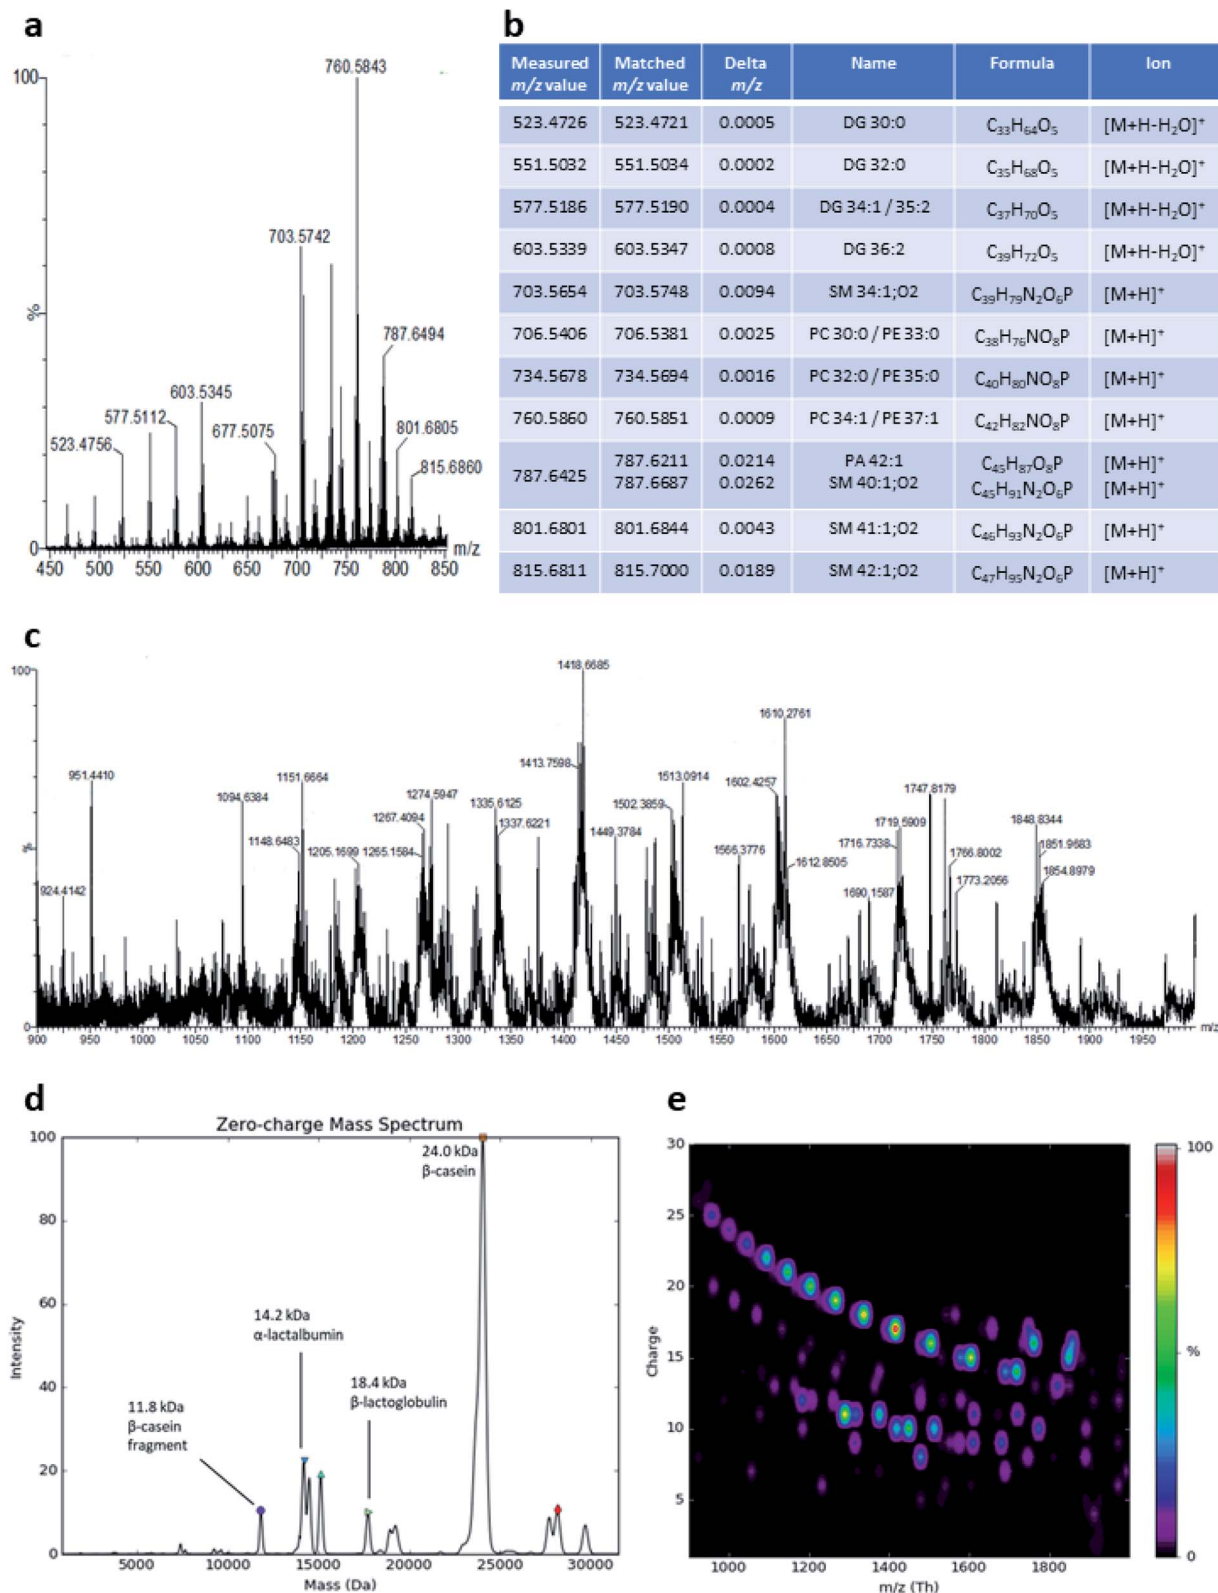 a
100
%
0
760.5843
703.5742
787.6494
603.5345
577.5112
677.5075
523.4756
801.6805
815.6860
m/z
450 500 550 600 650 700 750 800 850
b
Measured m/z value Matched m/z value Delta m/z Name Formula Ion
523.4726 523.4721 0.0005 DG 30:0 C₃₃H₆₄O₅ [M+H-H₂O]⁺
551.5032 551.5034 0.0002 DG 32:0 C₃₅H₆₈O₅ [M+H-H₂O]⁺
577.5186 577.5190 0.0004 DG 34:1 / 35:2 C₃₇H₇₀O₅ [M+H-H₂O]⁺
603.5339 603.5347 0.0008 DG 36:2 C₃₉H₇₂O₅ [M+H-H₂O]⁺
703.5654 703.5748 0.0094 SM 34:1;O2 C₃₉H₇₉N₂O₆P [M+H]⁺
706.5406 706.5381 0.0025 PC 30:0 / PE 33:0 C₃₈H₇₆NO₈P [M+H]⁺
734.5678 734.5694 0.0016 PC 32:0 / PE 35:0 C₄₀H₈₀NO₈P [M+H]⁺
760.5860 760.5851 0.0009 PC 34:1 / PE 37:1 C₄₂H₈₂NO₈P [M+H]⁺
787.6425 787.6211 0.0214 PA 42:1 C₄₅H₈₇O₈P [M+H]⁺
787.6687 0.0262 SM 40:1;O2 C₄₅H₉₁N₂O₆P [M+H]⁺
801.6801 801.6844 0.0043 SM 41:1;O2 C₄₆H₉₃N₂O₆P [M+H]⁺
815.6811 815.7000 0.0189 SM 42:1;O2 C₄₇H₉₅N₂O₆P [M+H]⁺
c
100
%
0
924.4142
951.4410
1094.6384
1148.6483
1151.6664
1205.1699
1265.1584
1267.4094
1274.5947
1335.6125
1337.6221
1413.7598
1418.6685
1449.3784
1502.3859
1513.0914
1566.3776
1602.4257
1610.2761
1612.8505
1690.1587
1716.7338
1719.5909
1747.8179
1766.8002
1773.2056
1848.8344
1851.9683
1854.8979
m/z
900 950 1000 1050 1100 1150 1200 1250 1300 1350 1400 1450 1500 1550 1600 1650 1700 1750 1800 1850 1900 1950
d
Zero-charge Mass Spectrum
100
80
60
40
20
0
Intensity
24.0 kDa
β-casein
14.2 kDa
α-lactalbumin
18.4 kDa
β-lactoglobulin
11.8 kDa
β-casein
fragment
5000 10000 15000 20000 25000 30000
Mass (Da)
e
30
25
20
15
10
5
Charge
1000 1200 1400 1600 1800
m/z (Th)
100
%
0